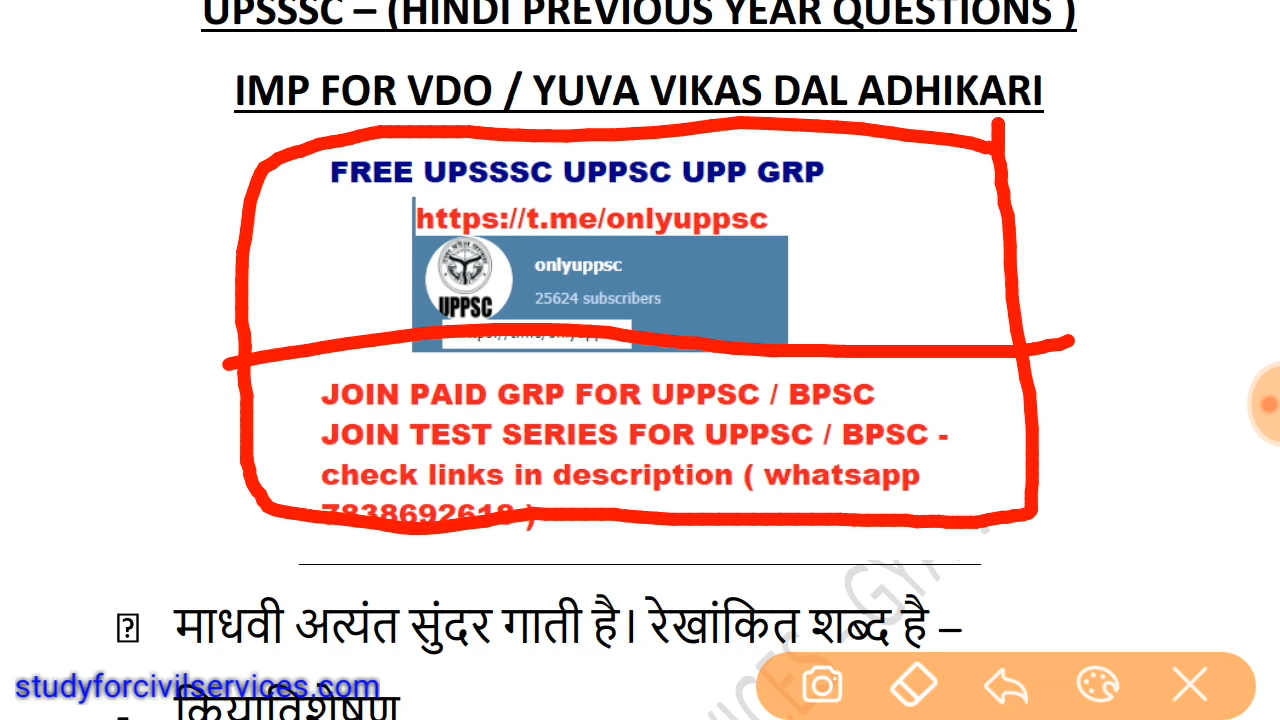 UPSSSC – (HINDI PREVIOUS YEAR QUESTIONS )
IMP FOR VDO / YUVA VIKAS DAL ADHIKARI
FREE UPSSSC UPPSC UPP GRP
https://t.me/onlyuppsc
onlyuppsc
25624 subscribers
UPPSC
JOIN PAID GRP FOR UPPSC / BPSC
JOIN TEST SERIES FOR UPPSC / BPSC -
check links in description ( whatsapp
7838692618 )
माधवी अत्यंत सुंदर गाती है। रेखांकित शब्द है –
studyforcivilservices.com
क्रियाविशेषण